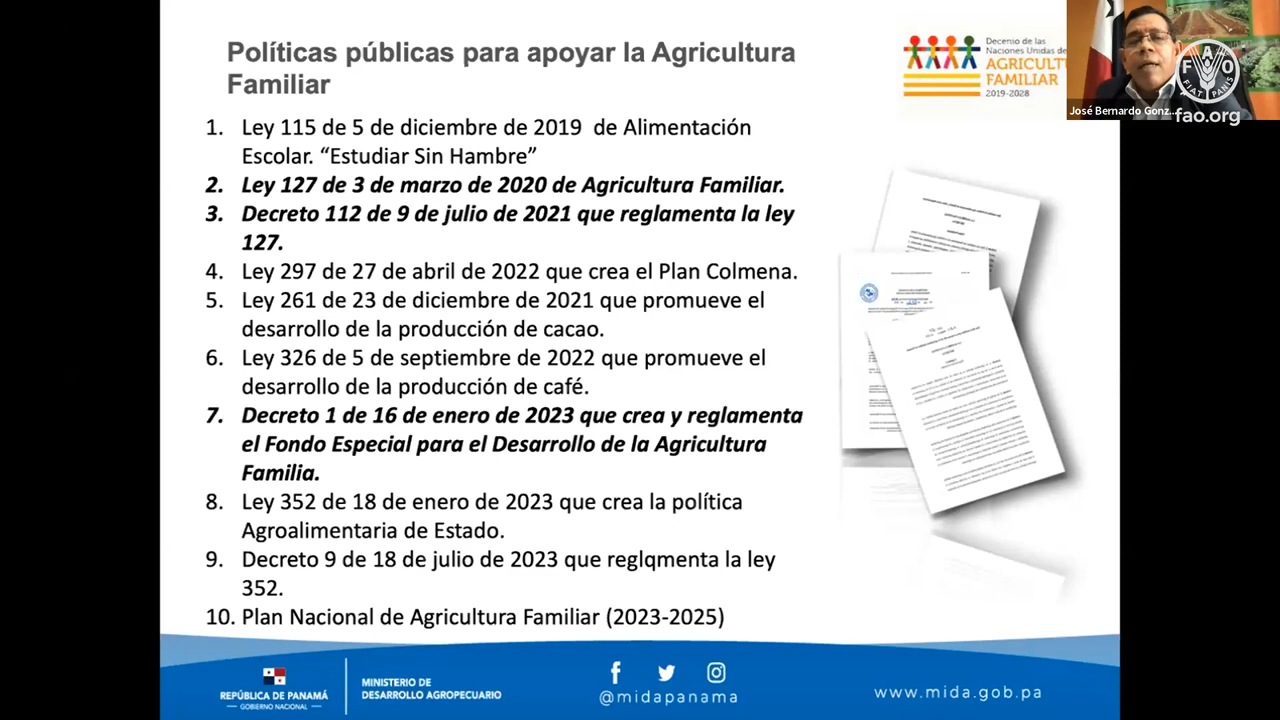 Políticas públicas para apoyar la Agricultura
Familiar
Decenio de las
Naciones Unidas de
AGRICULTU
FAMILIAR
2019-2028
FAO
FIAT PANIS
José Bernardo Gonz...
fao.org
1. Ley 115 de 5 de diciembre de 2019 de Alimentación
Escolar. “Estudiar Sin Hambre”
2. Ley 127 de 3 de marzo de 2020 de Agricultura Familiar.
3. Decreto 112 de 9 de julio de 2021 que reglamenta la ley
127.
4. Ley 297 de 27 de abril de 2022 que crea el Plan Colmena.
5. Ley 261 de 23 de diciembre de 2021 que promueve el
desarrollo de la producción de cacao.
6. Ley 326 de 5 de septiembre de 2022 que promueve el
desarrollo de la producción de café.
7. Decreto 1 de 16 de enero de 2023 que crea y reglamenta
el Fondo Especial para el Desarrollo de la Agricultura
Familia.
8. Ley 352 de 18 de enero de 2023 que crea la política
Agroalimentaria de Estado.
9. Decreto 9 de 18 de julio de 2023 que reglqmenta la ley
352.
10. Plan Nacional de Agricultura Familiar (2023-2025)
REPÚBLICA DE PANAMÁ
— GOBIERNO NACIONAL —
MINISTERIO DE
DESARROLLO AGROPECUARIO
@midapanama
www.mida.gob.pa